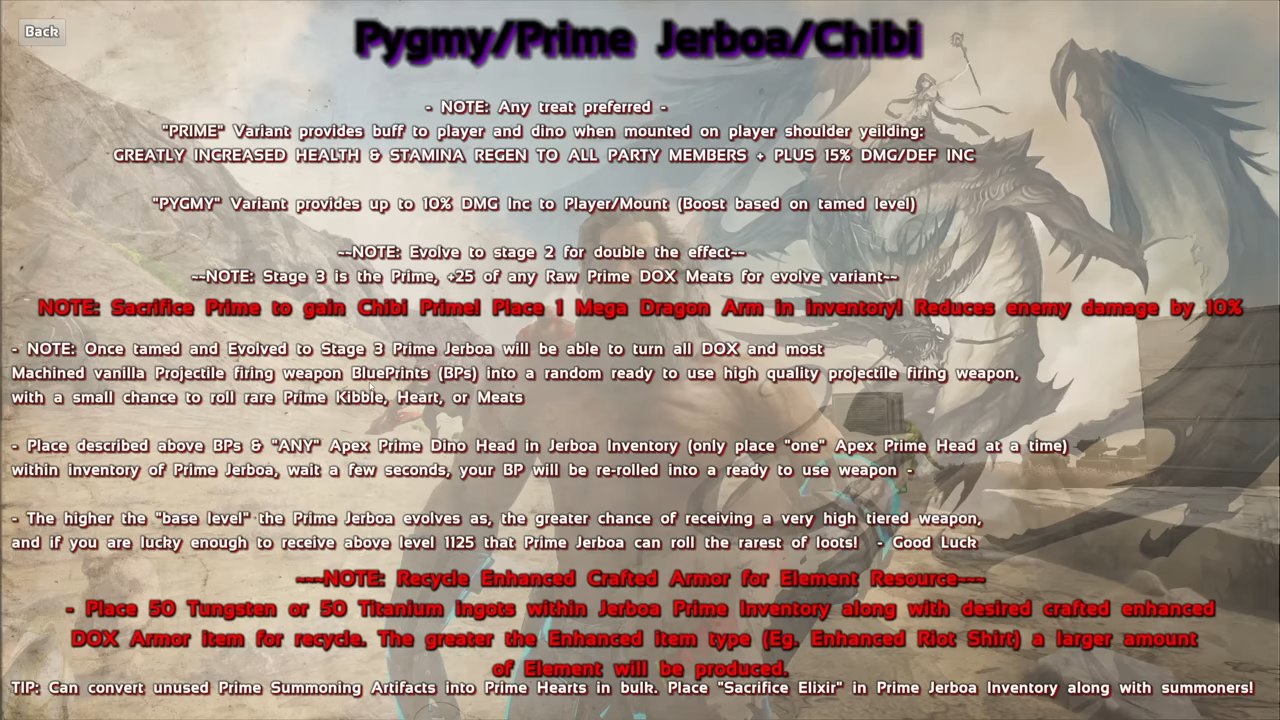 Back
Pygmy/Prime Jerboa/Chibi
- NOTE: Any treat preferred -
"PRIME" Variant provides buff to player and dino when mounted on player shoulder yeilding:
GREATLY INCREASED HEALTH & STAMINA REGEN TO ALL PARTY MEMBERS + PLUS 15% DMG/DEF INC
"PYGMY" Variant provides up to 10% DMG Inc to Player/Mount (Boost based on tamed level)
~~NOTE: Evolve to stage 2 for double the effect~~
~~NOTE: Stage 3 is the Prime, +25 of any Raw Prime DOX Meats for evolve variant~~
NOTE: Sacrifice Prime to gain Chibi Prime! Place 1 Mega Dragon Arm in inventory! Reduces enemy damage by 10%
- NOTE: Once tamed and Evolved to Stage 3 Prime Jerboa will be able to turn all DOX and most
Machined vanilla Projectile firing weapon BluePrints (BPs) into a random ready to use high quality projectile firing weapon,
with a small chance to roll rare Prime Kibble, Heart, or Meats
- Place described above BPs & "ANY" Apex Prime Dino Head in Jerboa Inventory (only place "one" Apex Prime Head at a time)
within inventory of Prime Jerboa, wait a few seconds, your BP will be re-rolled into a ready to use weapon -
- The higher the "base level" the Prime Jerboa evolves as, the greater chance of receiving a very high tiered weapon,
and if you are lucky enough to receive above level 1125 that Prime Jerboa can roll the rarest of loots!   - Good Luck
~~~NOTE: Recycle Enhanced Crafted Armor for Element Resource~~~
- Place 50 Tungsten or 50 Titanium ingots within Jerboa Prime Inventory along with desired crafted enhanced
DOX Armor item for recycle. The greater the Enhanced item type (Eg. Enhanced Riot Shirt) a larger amount
of Element will be produced.
TIP: Can convert unused Prime Summoning Artifacts into Prime Hearts in bulk. Place "Sacrifice Elixir" in Prime Jerboa Inventory along with summoners!